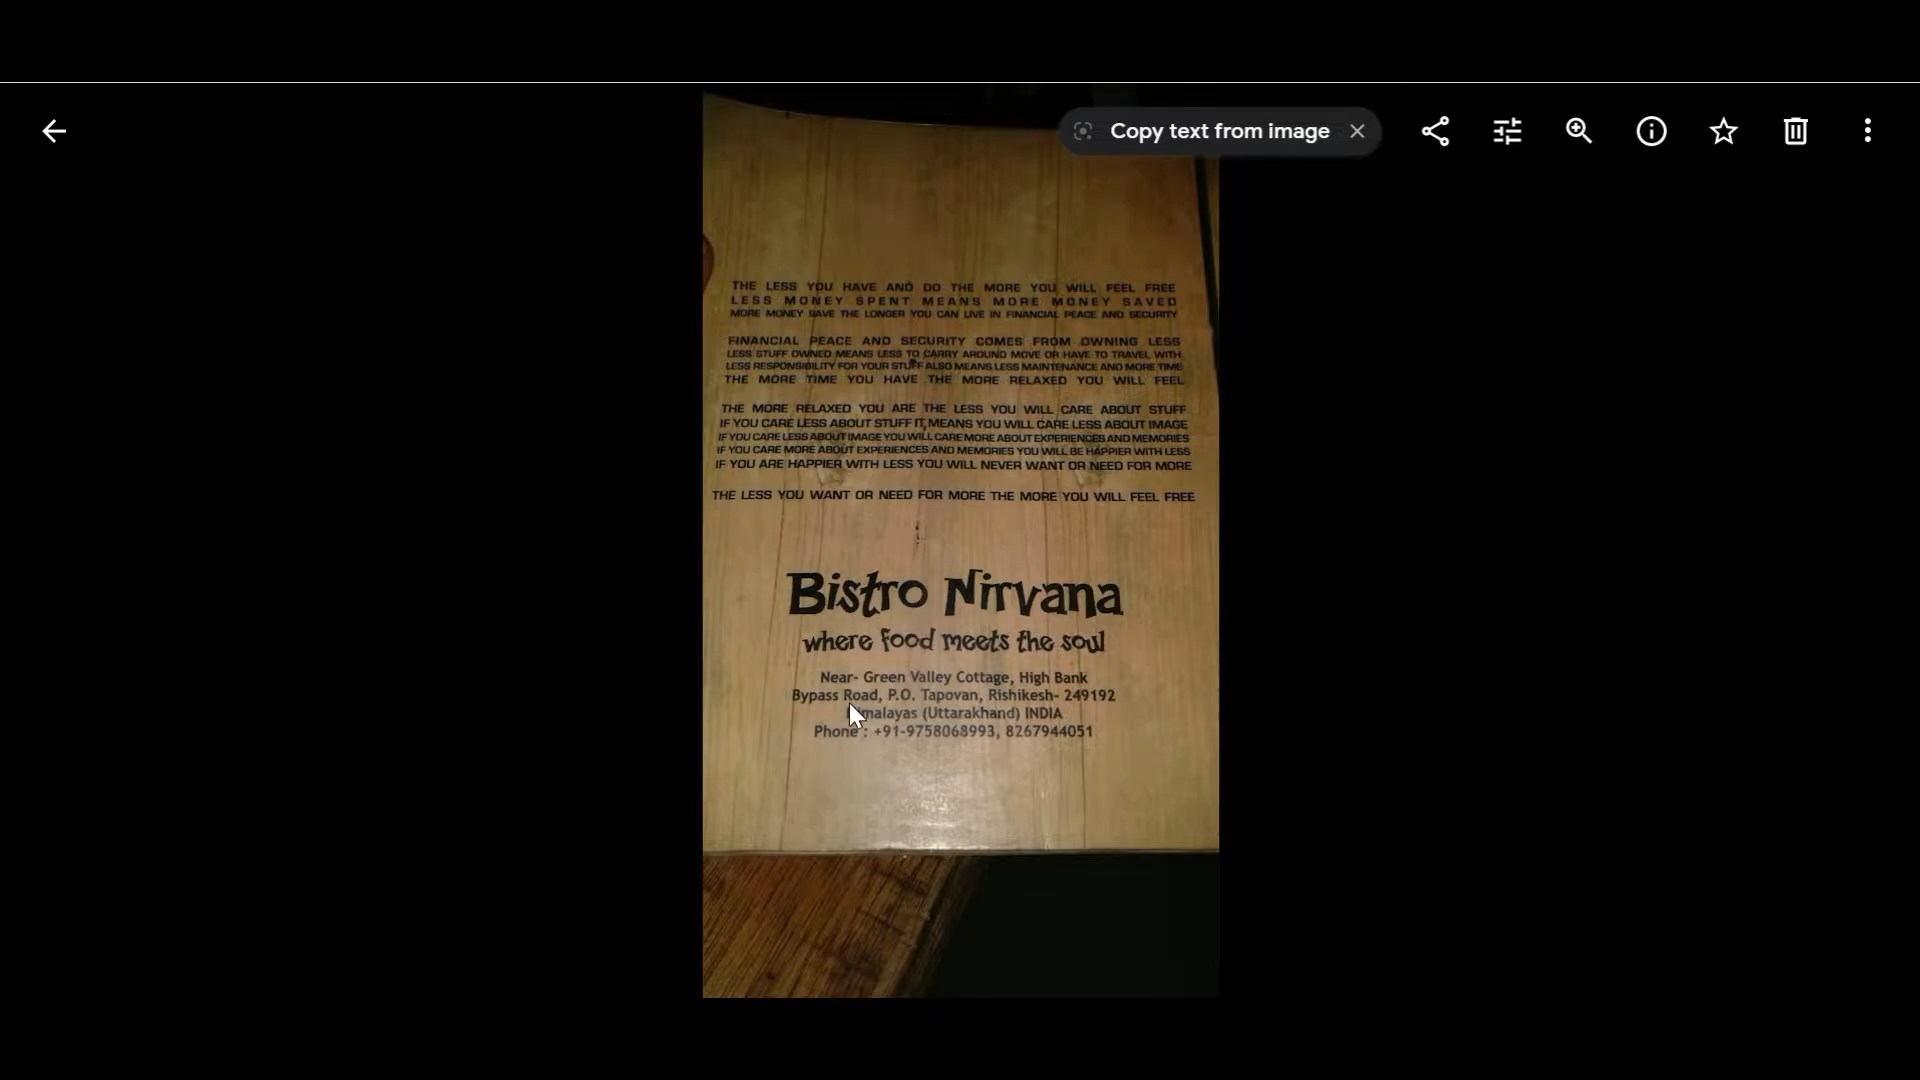 Copy text from image
THE LESS YOU HAVE AND DO THE MORE YOU WILL FEEL FREE
LESS MONEY SPENT MEANS MORE MONEY SAVED
MORE MONEY SAVE THE LONGER YOU CAN LIVE IN FINANCIAL PEACE AND SECURITY
FINANCIAL PEACE AND SECURITY COMES FROM OWNING LESS
LESS STUFF OWNED MEANS LESS TO CARRY AROUND MOVE OR HAVE TO TRAVEL WITH
LESS RESPONSIBILITY FOR YOUR STUFF ALSO MEANS LESS MAINTENANCE AND MORE TIME
THE MORE TIME YOU HAVE THE MORE RELAXED YOU WILL FEEL
THE MORE RELAXED YOU ARE THE LESS YOU WILL CARE ABOUT STUFF
IF YOU CARE LESS ABOUT STUFF IT MEANS YOU WILL CARE LESS ABOUT IMAGE
IF YOU CARE LESS ABOUT IMAGE YOU WILL CARE MORE ABOUT EXPERIENCES AND MEMORIES
IF YOU CARE MORE ABOUT EXPERIENCES AND MEMORIES YOU WILL BE HAPPIER WITH LESS
IF YOU ARE HAPPIER WITH LESS YOU WILL NEVER WANT OR NEED FOR MORE
THE LESS YOU WANT OR NEED FOR MORE THE MORE YOU WILL FEEL FREE
Bistro Nirvana
where food meets the soul
Near- Green Valley Cottage, High Bank
Bypass Road, P.O. Tapovan, Rishikesh- 249192
(Uttarakhand) INDIA
Phone : +91-9758068993, 8267944051